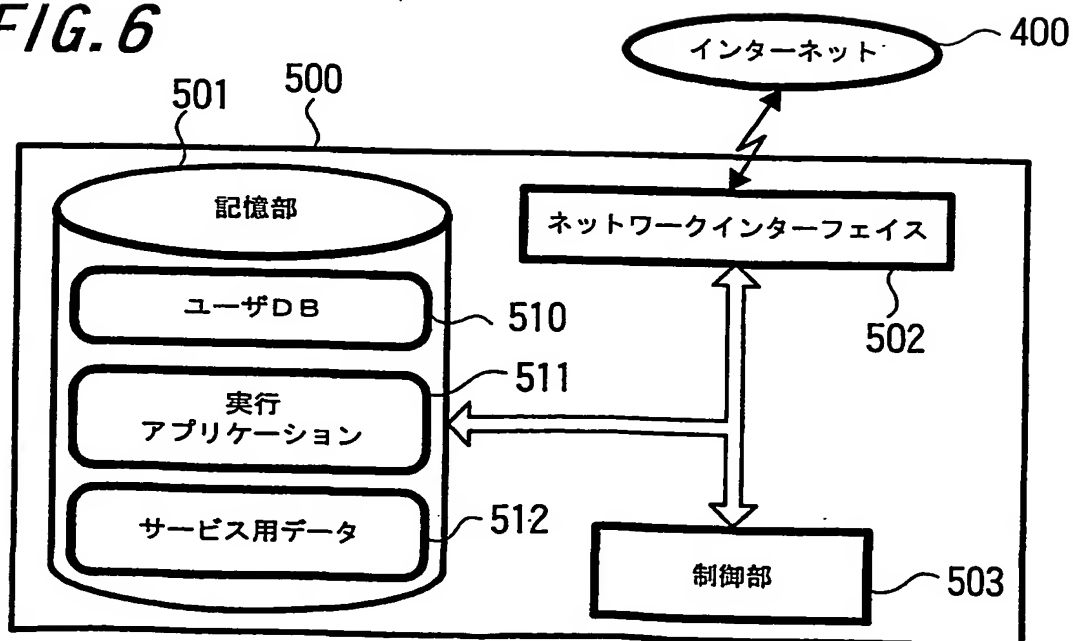 FIG.6
インターネット
400
501
500
記憶部
ネットワークインターフェイス
502
ユーザDB
510
実行
アプリケーション
511
サービス用データ
512
制御部
503